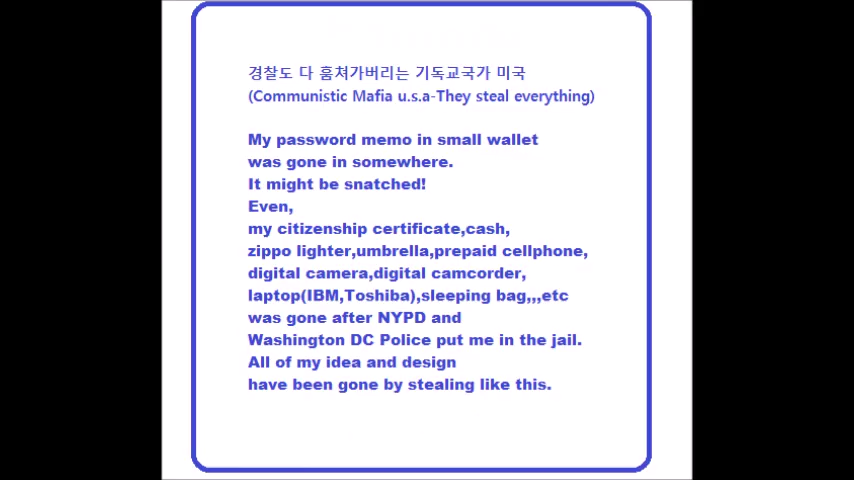 경찰도 다 훔쳐가버리는 기독교국가 미국
(Communistic Mafia u.s.a-They steal everything)
My password memo in small wallet
was gone in somewhere.
It might be snatched!
Even,
my citizenship certificate,cash,
zippo lighter,umbrella,prepaid cellphone,
digital camera,digital camcorder,
laptop(IBM,Toshiba),sleeping bag,,,etc
was gone after NYPD and
Washington DC Police put me in the jail.
All of my idea and design
have been gone by stealing like this.